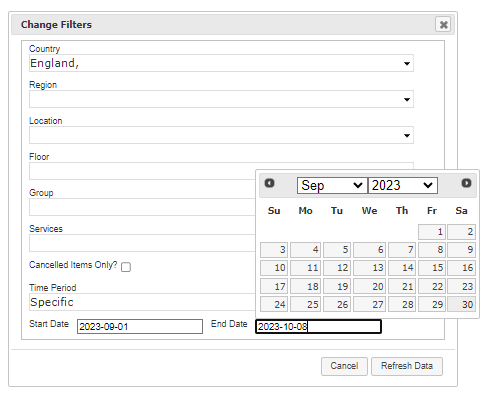 Change Filters
Country
England,
Region
Location
Floor
Group
Sep 2023
Su Mo Tu We Th Fr Sa
1 2
3 4 5 6 7 8 9
10 11 12 13 14 15 16
17 18 19 20 21 22 23
24 25 26 27 28 29 30
Services
Cancelled Items Only?
Time Period
Specific
Start Date 2023-09-01 End Date 2023-10-08
Cancel Refresh Data